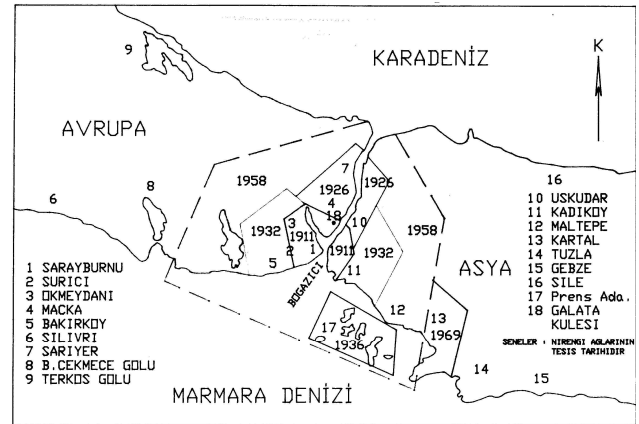 9
KARADENİZ
K
AVRUPA
7
1958
1926
1926
16
6
8
4
18
10
3
1911
1932
2
1
5
1911
1932
11
1958
BOGAZICI
ASYA
12
13
1969
17
1936
14
15
MARMARA DENİZİ
1 SARAYBURNU
2 SURICI
3 OKMEYDANI
4 MACKA
5 BAKIRKOY
6 SILIVRI
7 SARIYER
8 B.CEKMECE GOLU
9 TERKOS GOLU
10 USKUDAR
11 KADIKOY
12 MALTEPE
13 KARTAL
14 TUZLA
15 GEBZE
16 SILE
17 Prens Ada.
18 GALATA
KULESI
SENELER : NIRENGI AGLARININ
TESIS TARIHIDIR